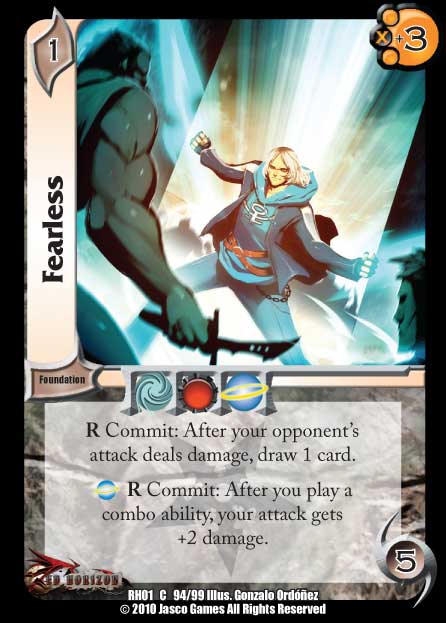 1
+3
Fearless
Foundation
R Commit: After your opponent's
attack deals damage, draw 1 card.
R Commit: After you play a
combo ability, your attack gets
+2 damage.
5
RED HORIZON
RH01 C 94/99 Illus. Gonzalo Ordóñez
© 2010 Jasco Games All Rights Reserved